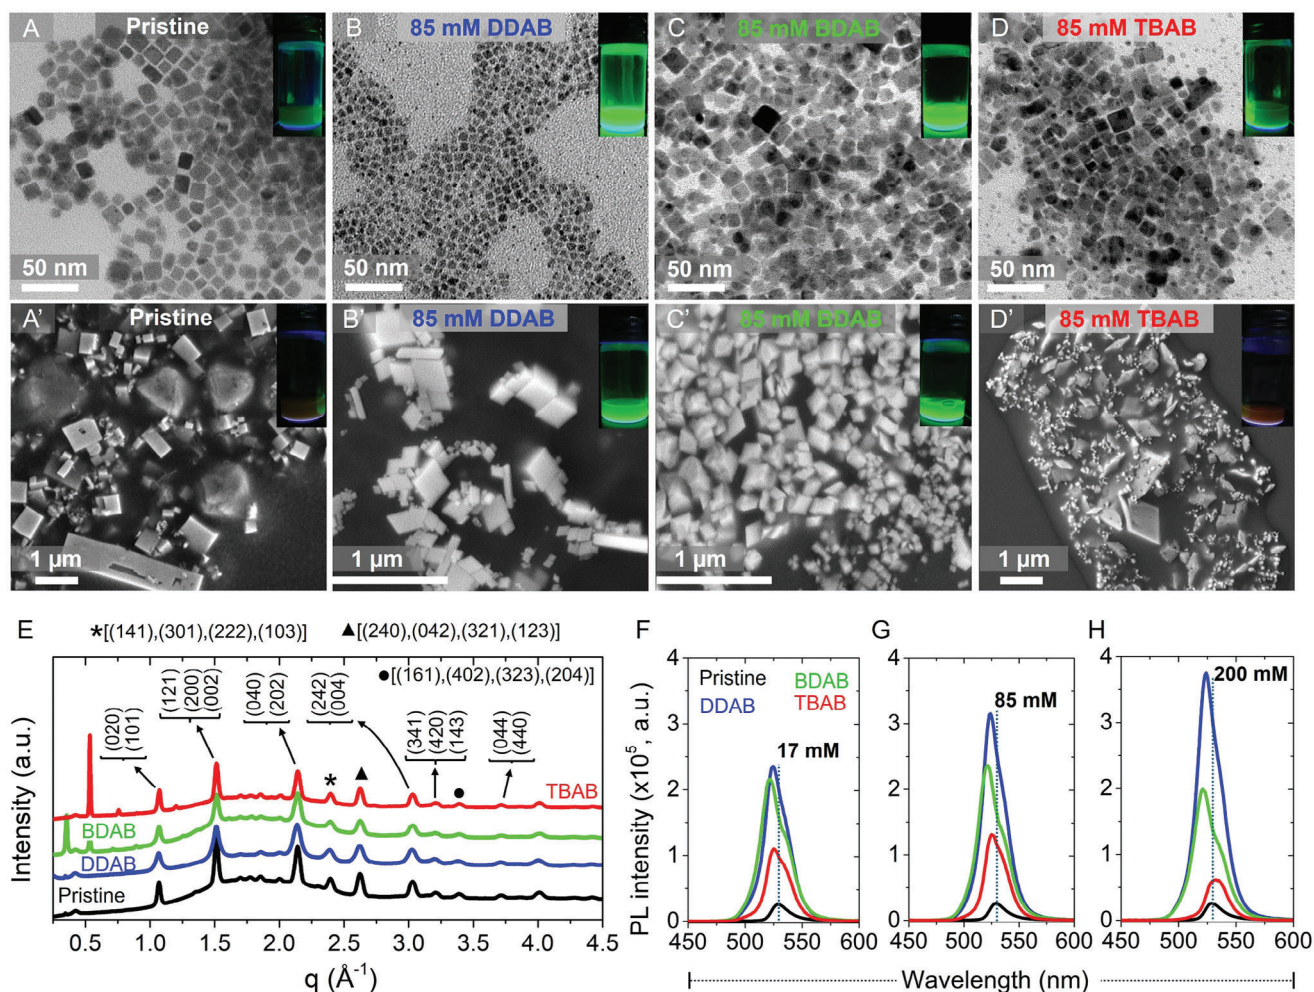 A
Pristine
50 nm
B
85 mM DDAB
50 nm
C
85 mM BDAB
50 nm
D
85 mM TBAB
50 nm
A'
Pristine
1 µm
B'
85 mM DDAB
1 µm
C'
85 mM BDAB
1 µm
D'
85 mM TBAB
1 µm
E
*[(141),(301),(222),(103)]
▲[(240),(042),(321),(123)]
●[(161),(402),(323),(204)]
(020)
(101)
(121)
(200)
(002)
(040)
(202)
(242)
(004)
(341)
(420)
(143)
(044)
(440)
*
▲
●
TBAB
BDAB
DDAB
Pristine
Intensity (a.u.)
0.5 1.0 1.5 2.0 2.5 3.0 3.5 4.0 4.5
q (Å⁻¹)
F
PL intensity (x10⁵, a.u.)
4
3
2
1
0
Pristine
DDAB
BDAB
TBAB
17 mM
450 500 550 600
G
4
3
2
1
0
85 mM
450 500 550 600
H
4
3
2
1
0
200 mM
450 500 550 600
Wavelength (nm)